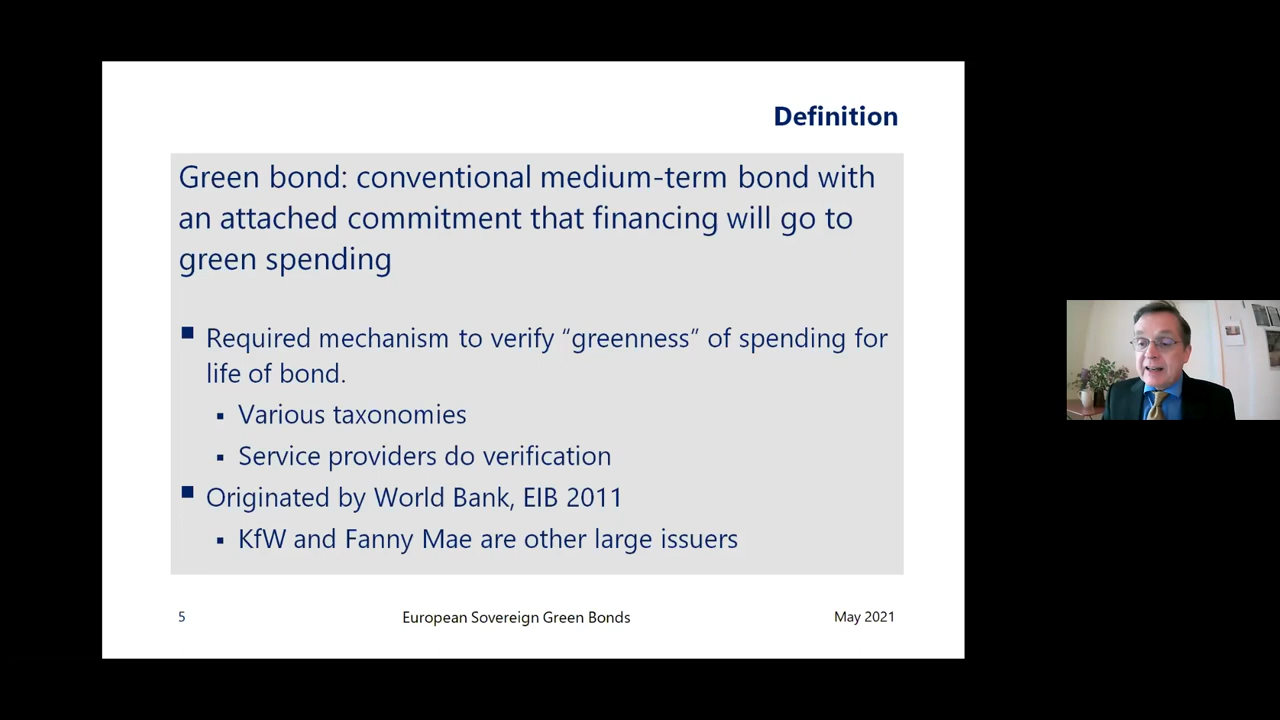 Definition
Green bond: conventional medium-term bond with
an attached commitment that financing will go to
green spending
▪ Required mechanism to verify “greenness” of spending for
life of bond.
▪ Various taxonomies
▪ Service providers do verification
▪ Originated by World Bank, EIB 2011
▪ KfW and Fanny Mae are other large issuers
5 European Sovereign Green Bonds May 2021